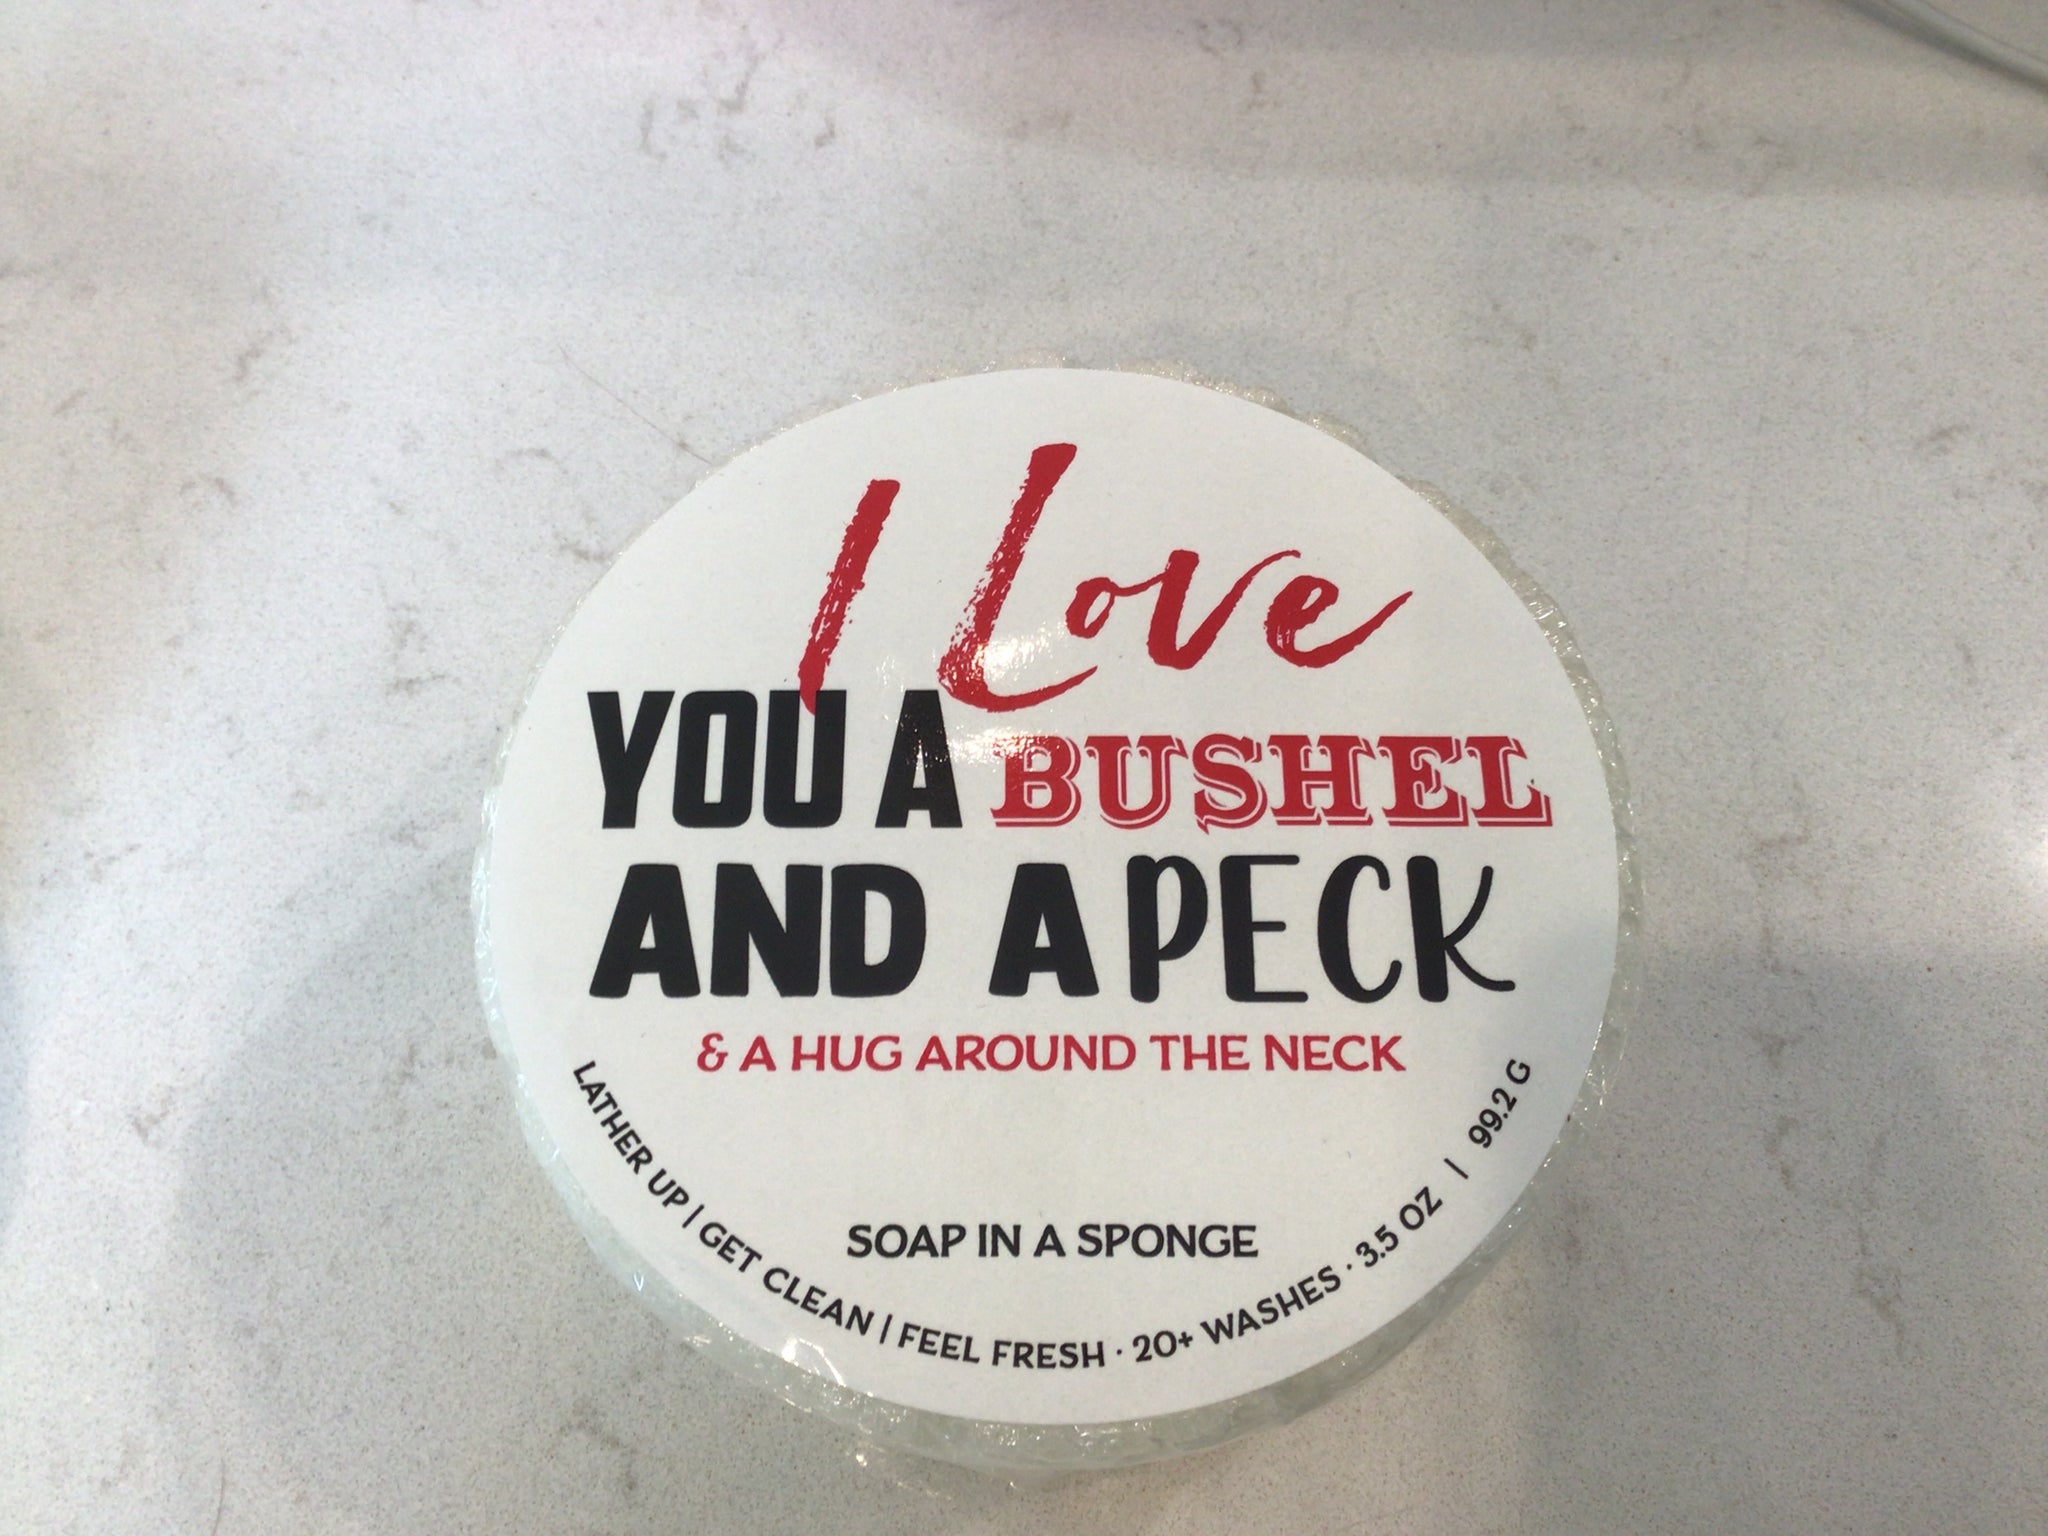 I Love
YOU A BUSHEL
AND A PECK
& A HUG AROUND THE NECK
SOAP IN A SPONGE
LATHER UP | GET CLEAN | FEEL FRESH · 20+ WASHES · 3.5 OZ | 99.2 G